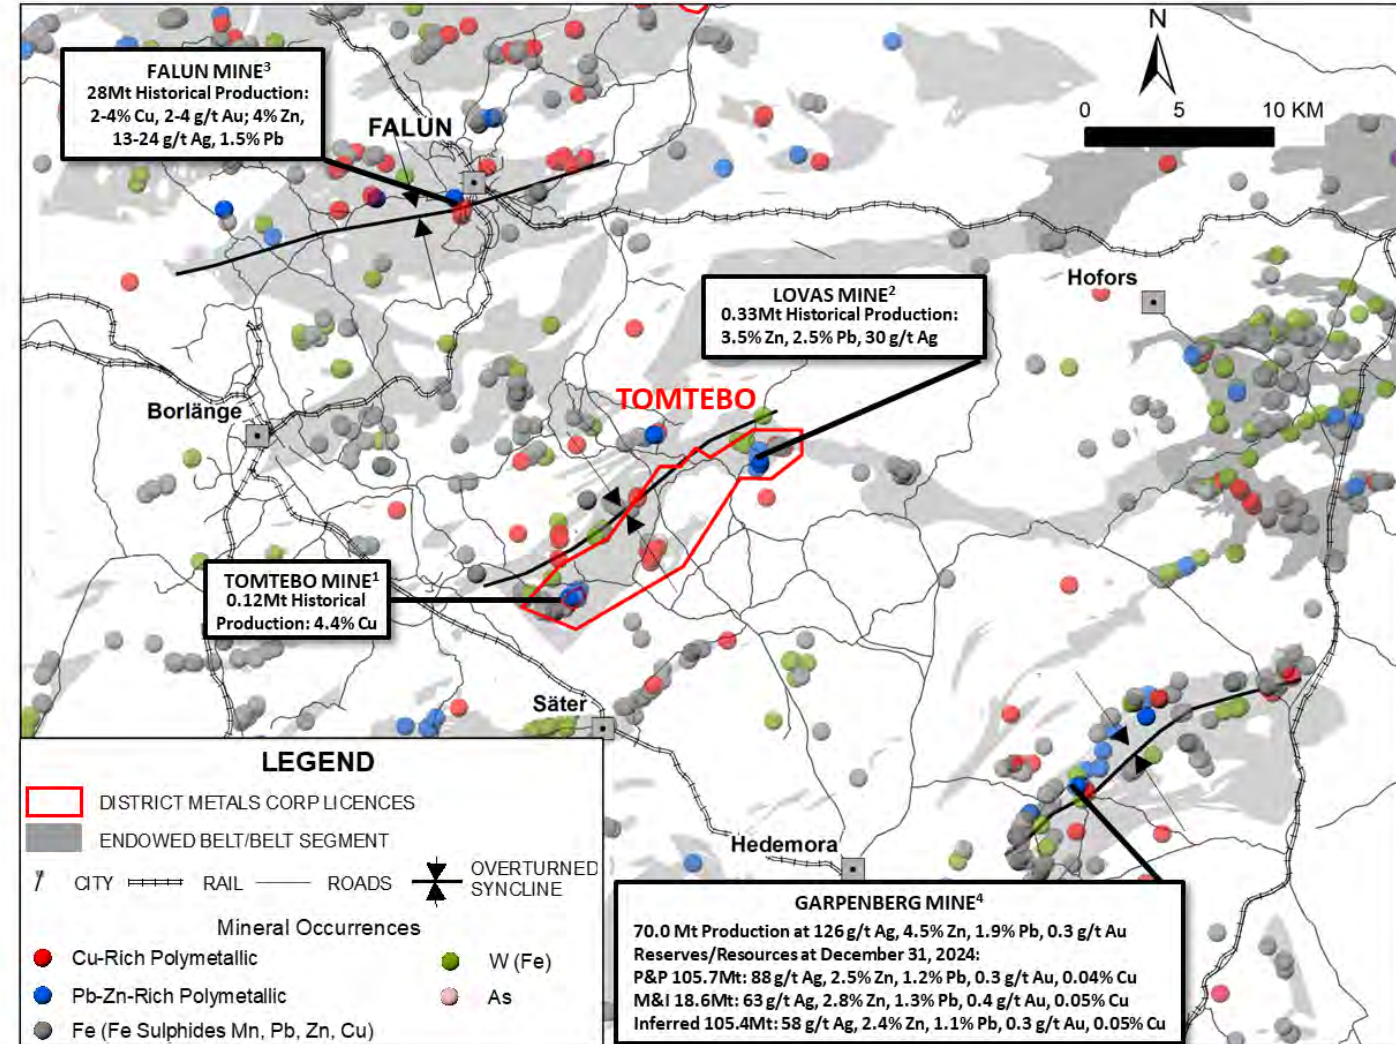 FALUN MINE3
28Mt Historical Production:
2-4% Cu, 2-4 g/t Au; 4% Zn,
13-24 g/t Ag, 1.5% Pb
FALUN
N
0 5 10 KM
Hofors
LOVAS MINE2
0.33Mt Historical Production:
3.5% Zn, 2.5% Pb, 30 g/t Ag
TOMTEBO
Borlänge
TOMTEBO MINE1
0.12Mt Historical
Production: 4.4% Cu
Säter
Hedemora
LEGEND
DISTRICT METALS CORP LICENCES
ENDOWED BELT/BELT SEGMENT
CITY RAIL ROADS OVERTURNED
SYNCLINE
Mineral Occurrences
Cu-Rich Polymetallic
W (Fe)
Pb-Zn-Rich Polymetallic
As
Fe (Fe Sulphides Mn, Pb, Zn, Cu)
GARPENBERG MINE4
70.0 Mt Production at 126 g/t Ag, 4.5% Zn, 1.9% Pb, 0.3 g/t Au
Reserves/Resources at December 31, 2024:
P&P 105.7Mt: 88 g/t Ag, 2.5% Zn, 1.2% Pb, 0.3 g/t Au, 0.04% Cu
M&I 18.6Mt: 63 g/t Ag, 2.8% Zn, 1.3% Pb, 0.4 g/t Au, 0.05% Cu
Inferred 105.4Mt: 58 g/t Ag, 2.4% Zn, 1.1% Pb, 0.3 g/t Au, 0.05% Cu